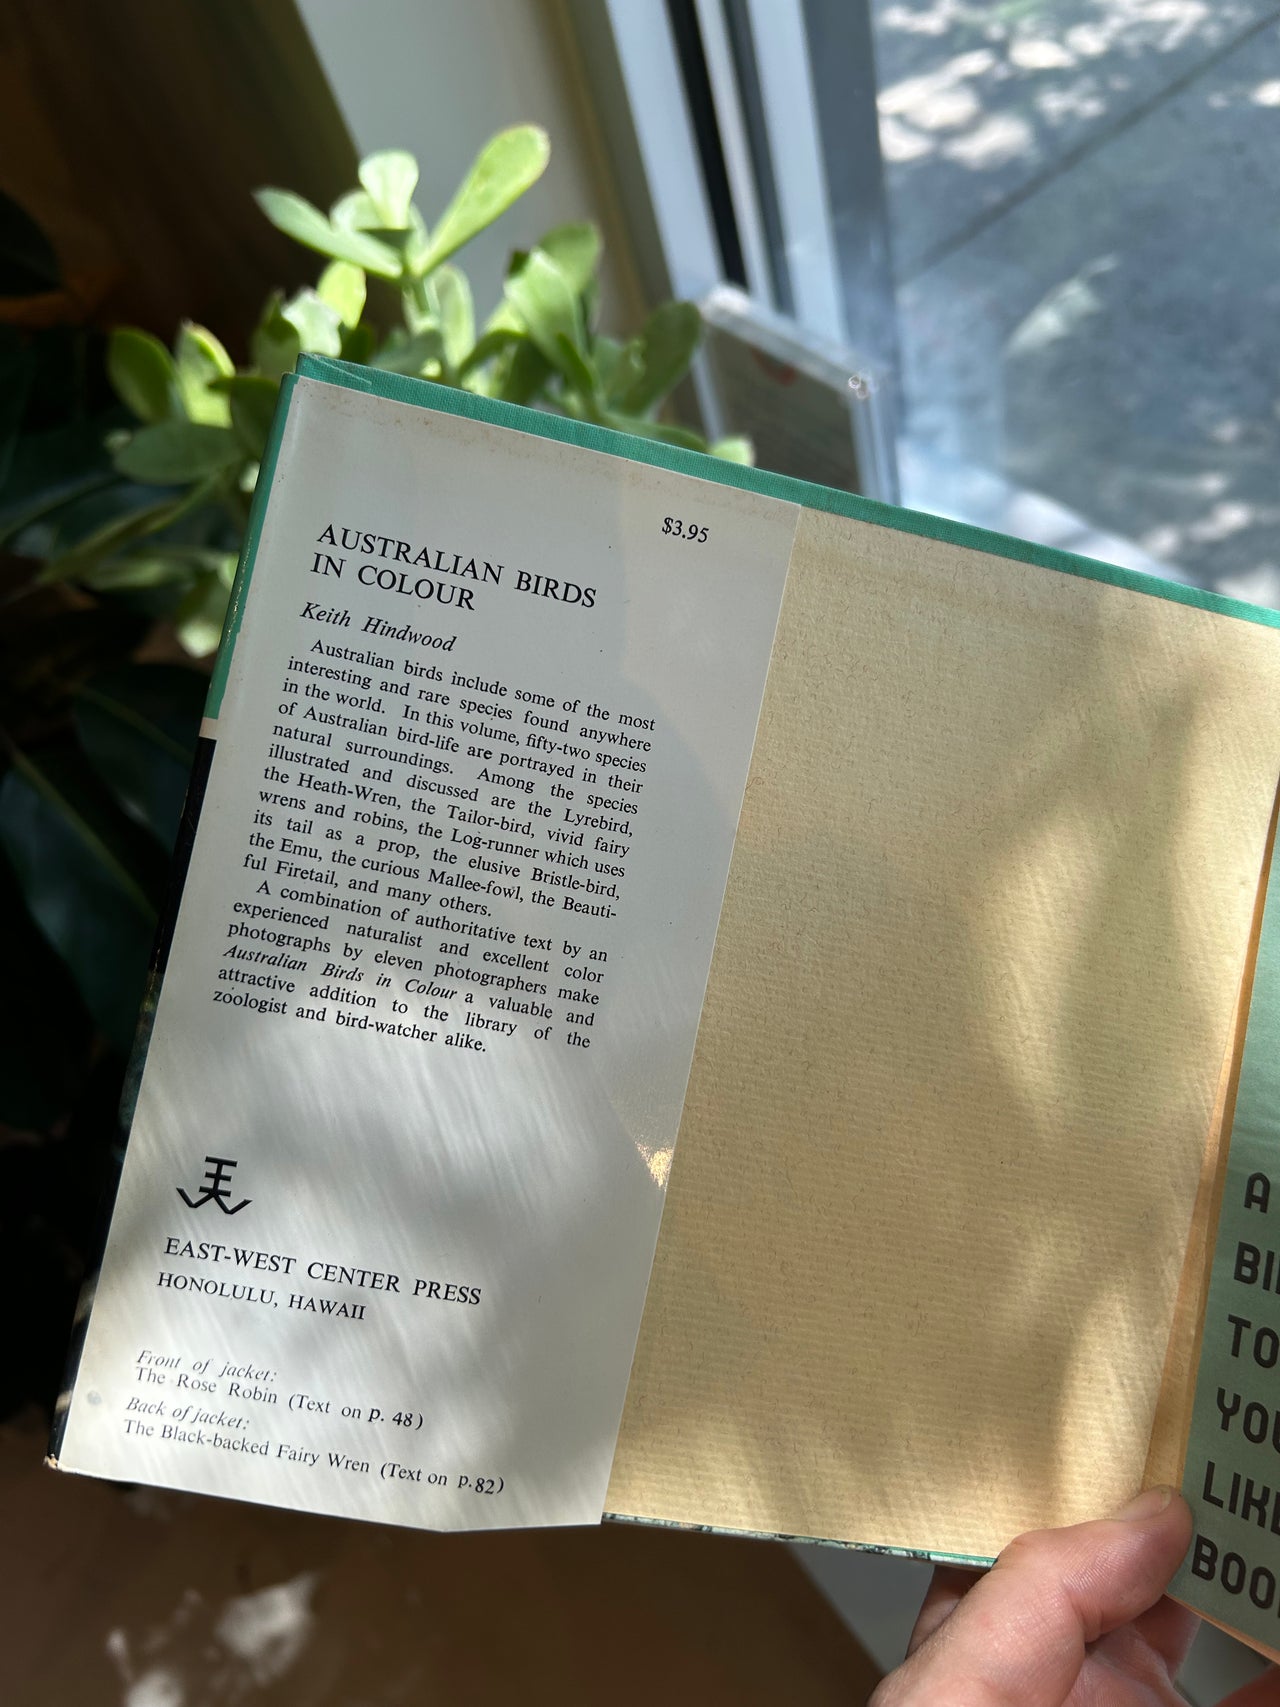 $3.95
AUSTRALIAN BIRDS
IN COLOUR
Keith Hindwood
Australian birds include some of the most
interesting and rare species found anywhere
in the world. In this volume, fifty-two species
of Australian bird-life are portrayed in their
natural surroundings. Among the species
illustrated and discussed are the Lyrebird,
the Heath-Wren, the Tailor-bird, vivid fairy
wrens and robins, the Log-runner which uses
its tail as a prop, the elusive Bristle-bird,
the Emu, the curious Mallee-fowl, the Beauti-
ful Firetail, and many others.
A combination of authoritative text by an
experienced naturalist and excellent color
photographs by eleven photographers make
Australian Birds in Colour a valuable and
attractive addition to the library of the
zoologist and bird-watcher alike.
EAST-WEST CENTER PRESS
HONOLULU, HAWAII
Front of jacket:
The Rose Robin (Text on p. 48)
Back of jacket:
The Black-backed Fairy Wren (Text on p.82)
A
TO